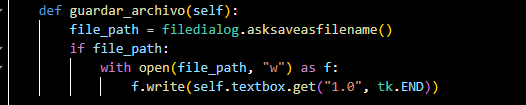 def guardar_archivo(self):
file_path = filedialog.asksaveasfilename()
if file_path:
with open(file_path, "w") as f:
f.write(self.textbox.get("1.0", tk.END))